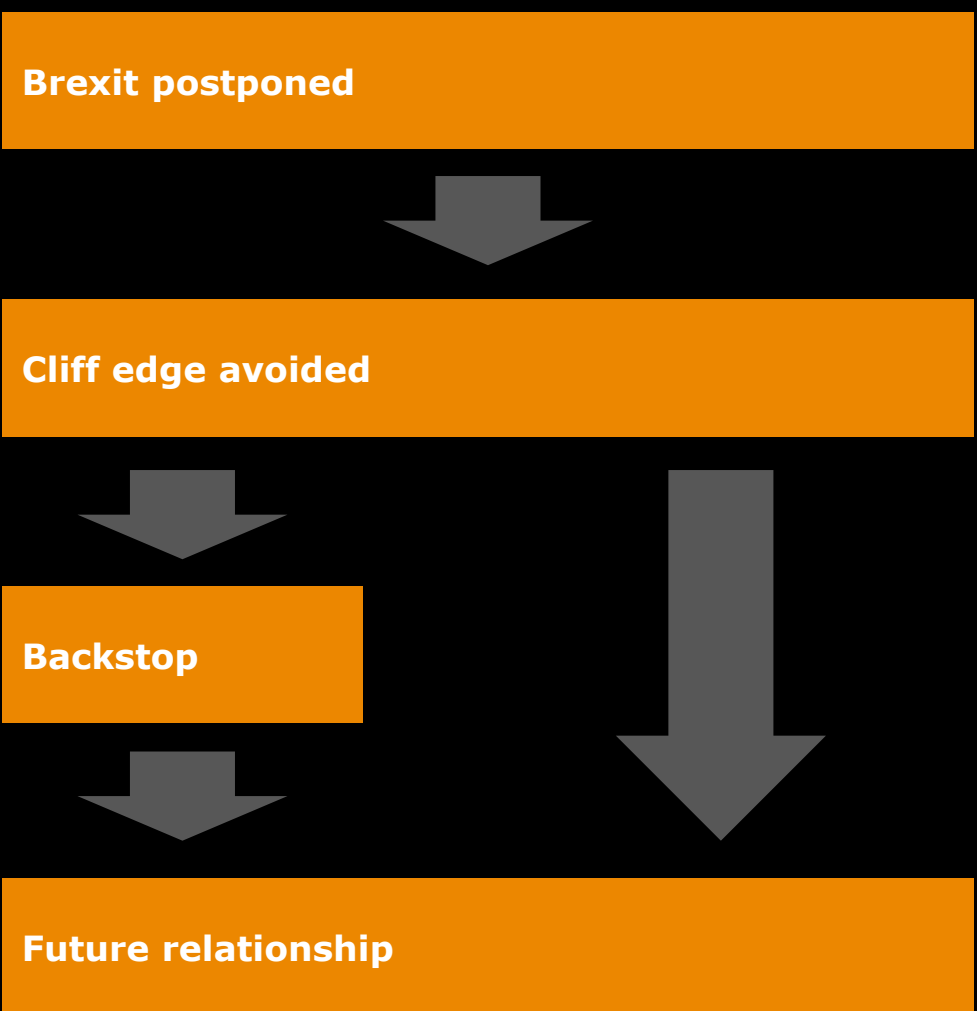 Brexit postponed
Cliff edge avoided
Backstop
Future relationship